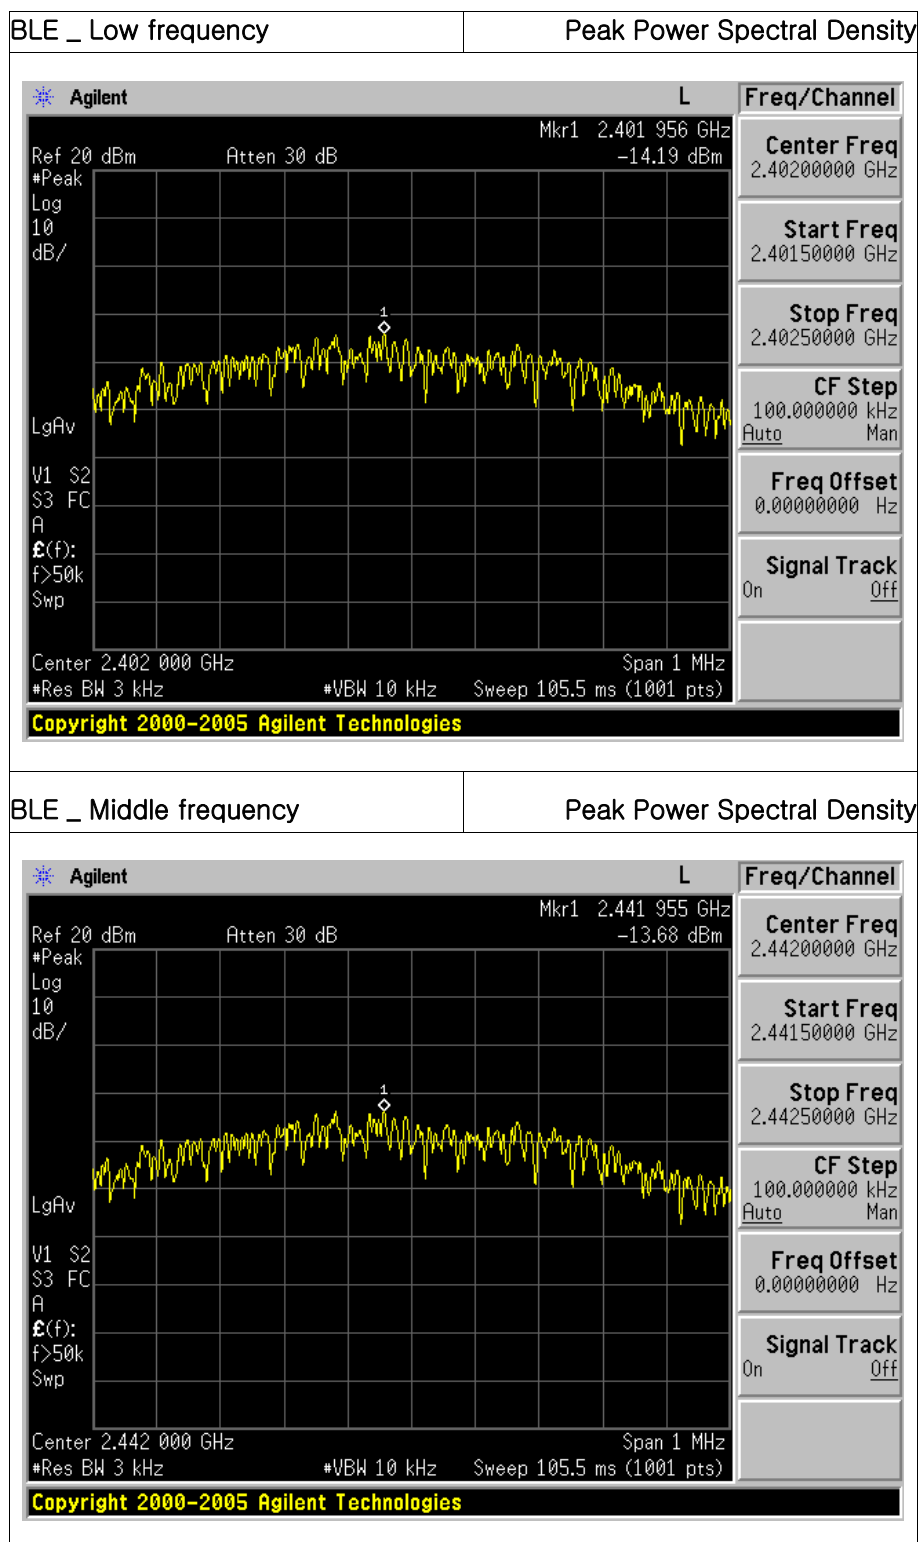 BLE _ Low frequency
Peak Power Spectral Density
Agilent
L
Freq/Channel
Mkr1 2.401 956 GHz
Ref 20 dBm Atten 30 dB -14.19 dBm
#Peak
Log
10
dB/
1
LgAv
V1 S2
S3 FC
A
£(f):
f>50k
Swp
Center 2.402 000 GHz Span 1 MHz
#Res BW 3 kHz #VBW 10 kHz Sweep 105.5 ms (1001 pts)
Copyright 2000-2005 Agilent Technologies
Center Freq
2.40200000 GHz
Start Freq
2.40150000 GHz
Stop Freq
2.40250000 GHz
CF Step
100.000000 kHz
Auto Man
Freq Offset
0.00000000 Hz
Signal Track
On Off
BLE _ Middle frequency
Peak Power Spectral Density
Agilent
L
Freq/Channel
Mkr1 2.441 955 GHz
Ref 20 dBm Atten 30 dB -13.68 dBm
#Peak
Log
10
dB/
1
LgAv
V1 S2
S3 FC
A
£(f):
f>50k
Swp
Center 2.442 000 GHz Span 1 MHz
#Res BW 3 kHz #VBW 10 kHz Sweep 105.5 ms (1001 pts)
Copyright 2000-2005 Agilent Technologies
Center Freq
2.44200000 GHz
Start Freq
2.44150000 GHz
Stop Freq
2.44250000 GHz
CF Step
100.000000 kHz
Auto Man
Freq Offset
0.00000000 Hz
Signal Track
On Off